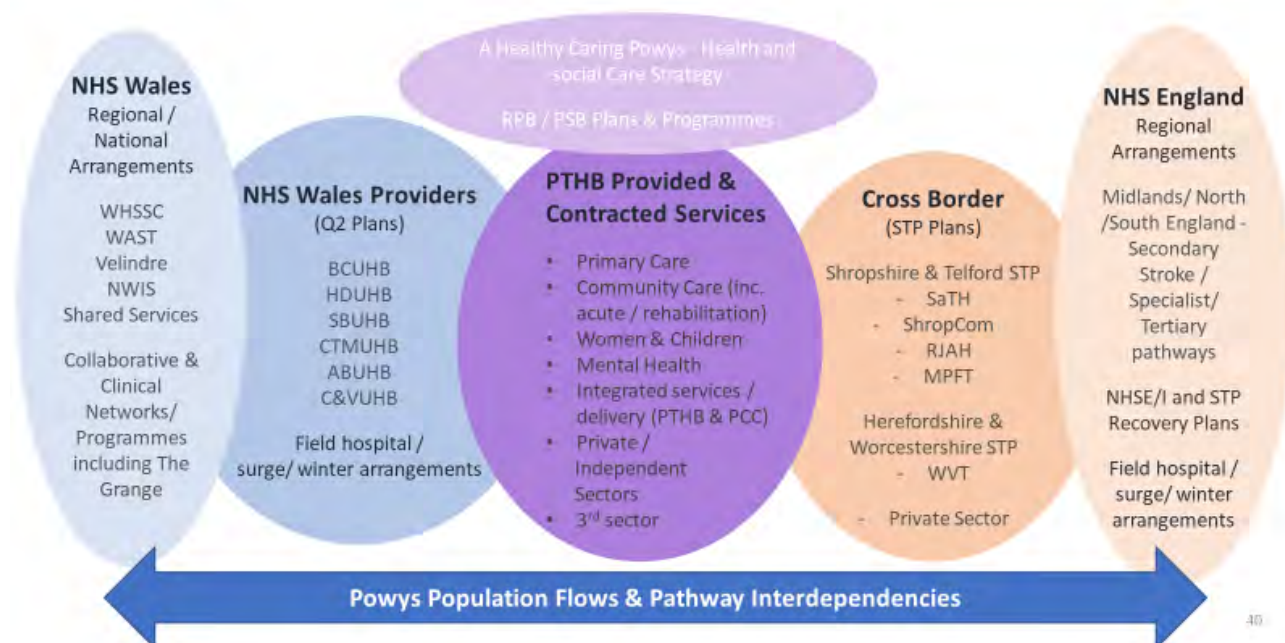 A Healthy Caring Powys - Health and
social Care Strategy
RPB / PSB Plans & Programmes
NHS Wales
Regional /
National
Arrangements
WHSSC
WAST
Velindre
NWIS
Shared Services
Collaborative &
Clinical
Networks/
Programmes
including The
Grange
NHS Wales Providers
(Q2 Plans)
BCUHB
HDUHB
SBUHB
CTMUHB
ABUHB
C&VUHB
Field hospital /
surge/ winter arrangements
PTHB Provided &
Contracted Services
• Primary Care
• Community Care (inc.
acute / rehabilitation)
• Women & Children
• Mental Health
• Integrated services /
delivery (PTHB & PCC)
• Private /
Independent
Sectors
• 3rd sector
Cross Border
(STP Plans)
Shropshire & Telford STP
- SaTH
- ShropCom
- RJAH
- MPFT
Herefordshire &
Worcestershire STP
- WVT
- Private Sector
NHS England
Regional
Arrangements
Midlands/ North
/South England -
Secondary
Stroke /
Specialist/
Tertiary
pathways
NHSE/I and STP
Recovery Plans
Field hospital /
surge/ winter
arrangements
Powys Population Flows & Pathway Interdependencies
40